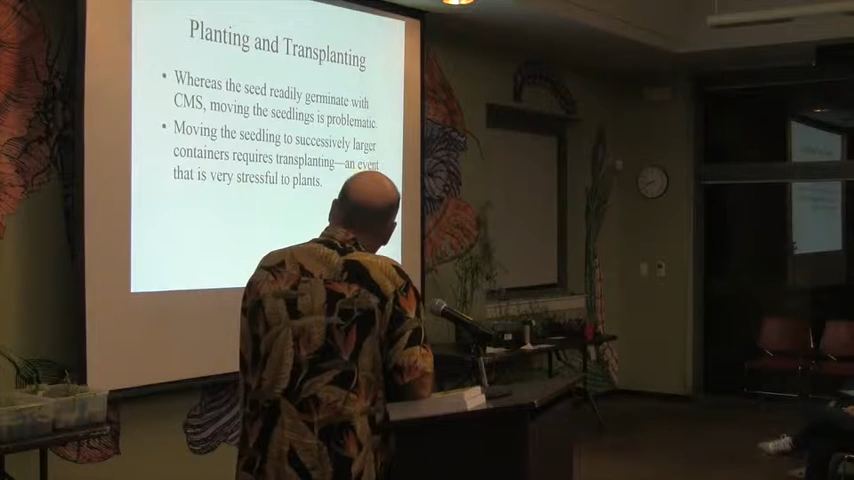 Planting and Transplanting
• Whereas the seed readily germinate with
CMS, moving the seedlings is problematic.
• Moving the seedling to successively larger
containers requires transplanting—an event
that is very stressful to plants.